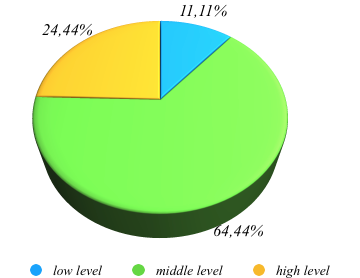 11,11%
24,44%
64,44%
low level middle level high level